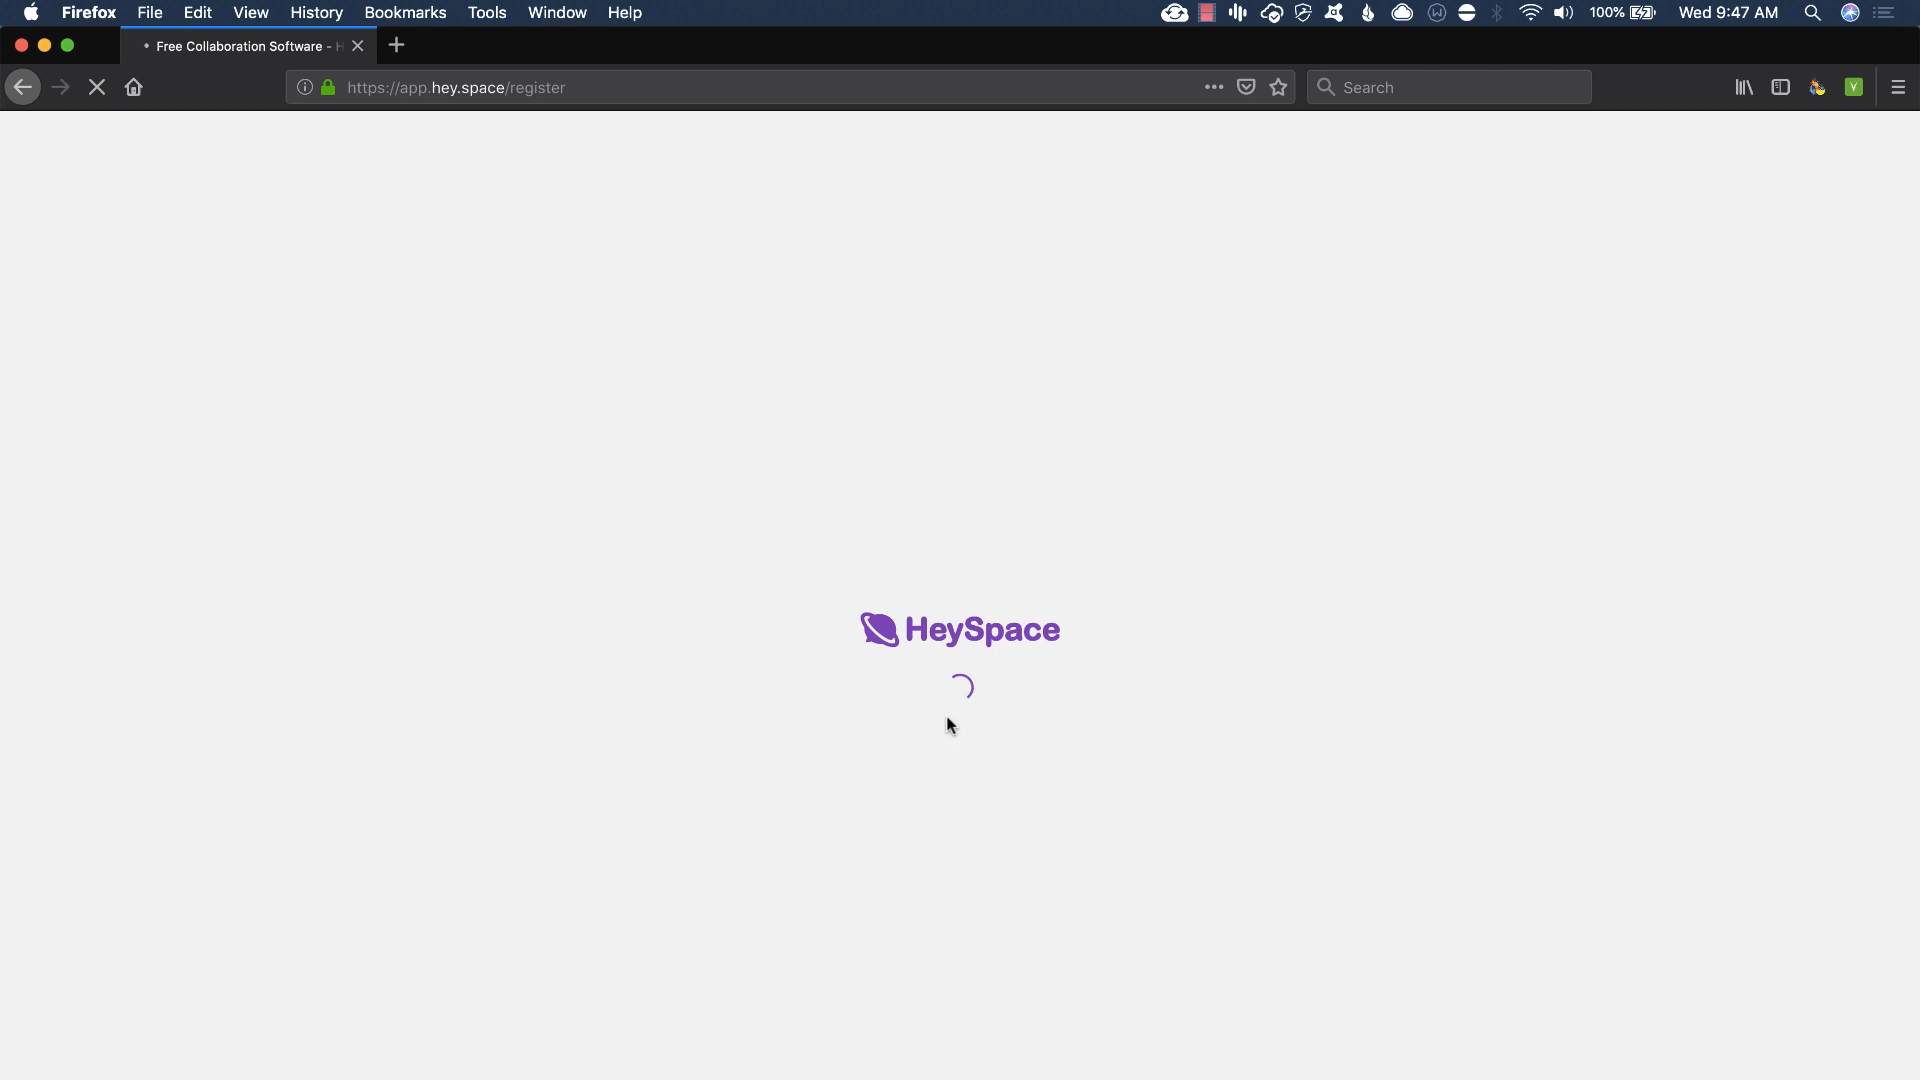 Firefox File Edit View History Bookmarks Tools Window Help 100% Wed 9:47 AM
Free Collaboration Software -
https://app.hey.space/register Search
HeySpace